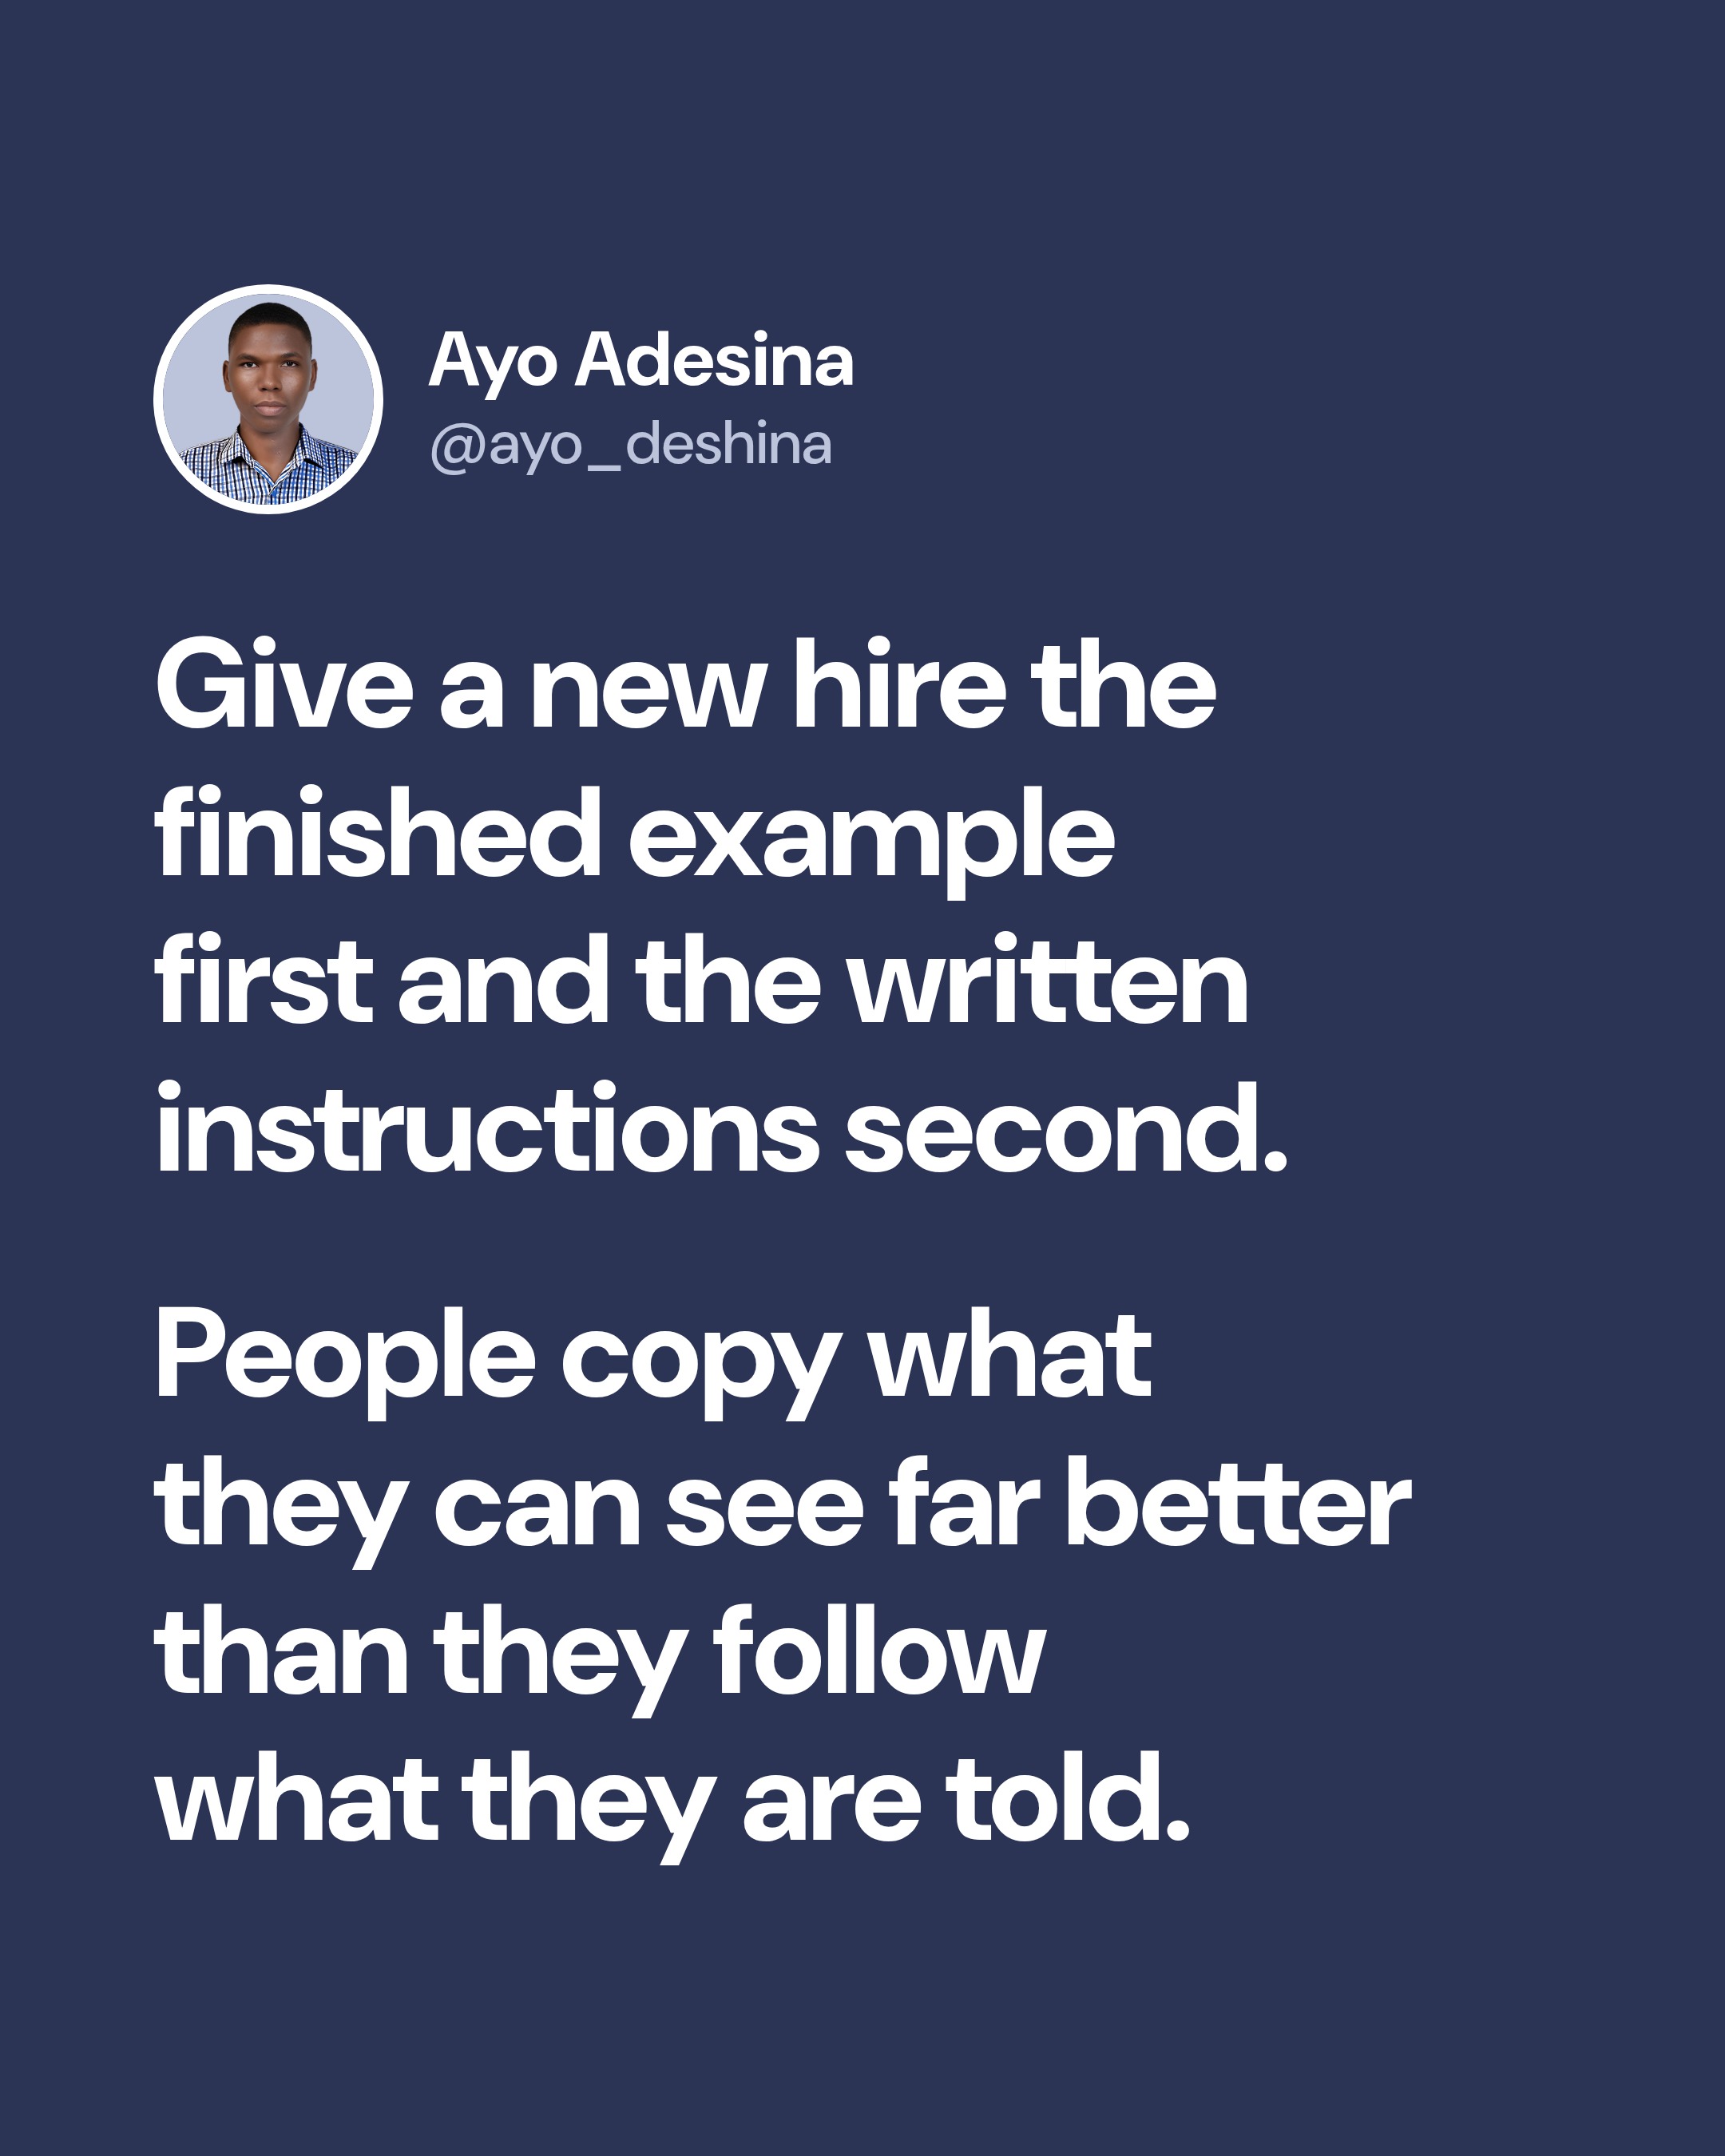 Ayo Adesina
@ayo_deshina
Give a new hire the
finished example
first and the written
instructions second.
People copy what
they can see far better
than they follow
what they are told.